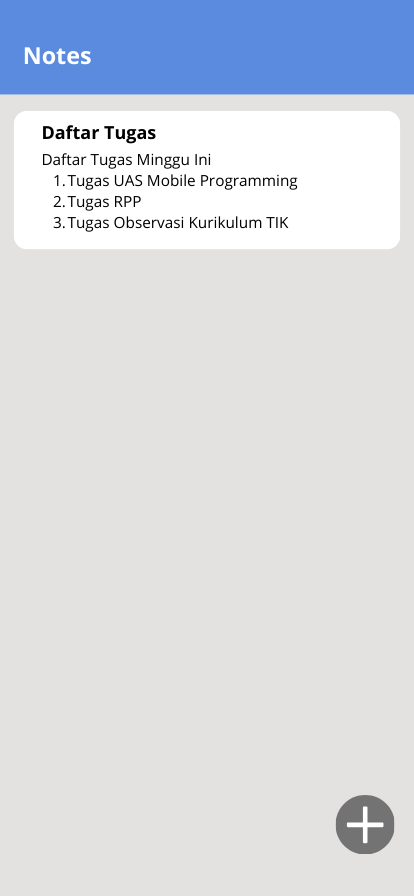 Notes
Daftar Tugas
Daftar Tugas Minggu Ini
1. Tugas UAS Mobile Programming
2. Tugas RPP
3. Tugas Observasi Kurikulum TIK